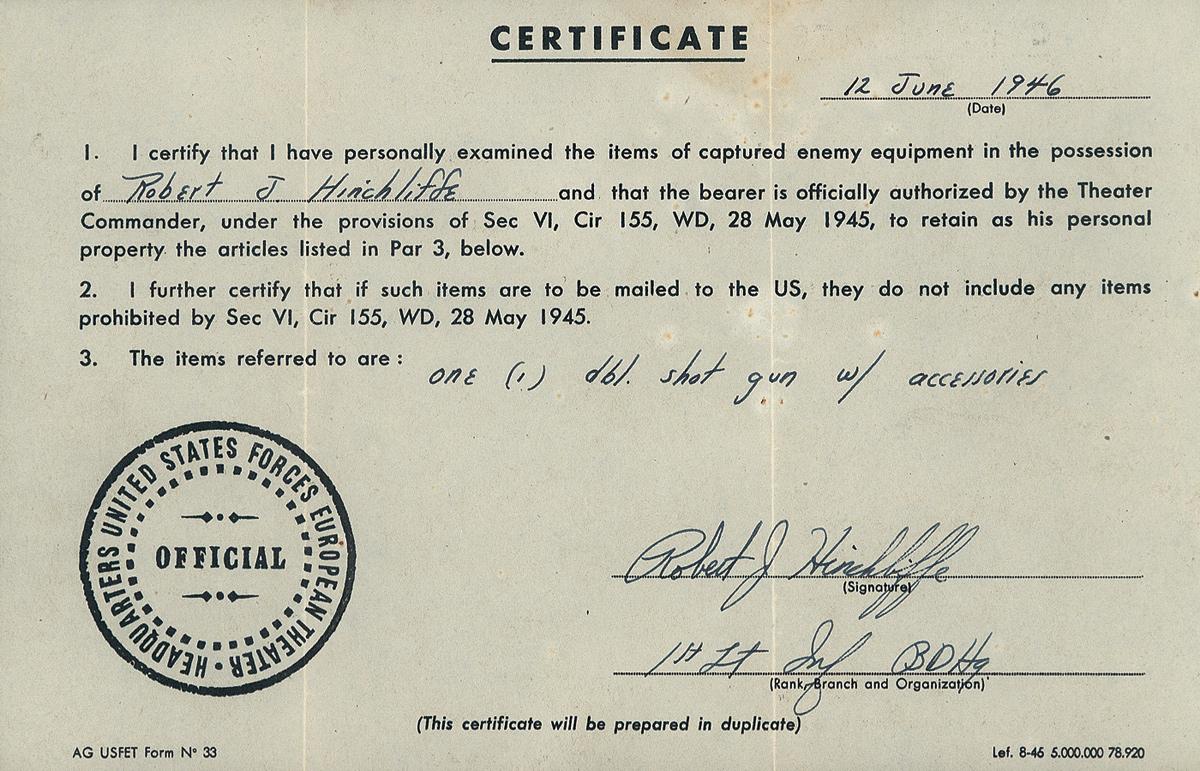 CERTIFICATE
12 June 1946
(Date)
1. I certify that I have personally examined the items of captured enemy equipment in the possession
of Robert J. Hinchliffe and that the bearer is officially authorized by the Theater
Commander, under the provisions of Sec VI, Cir 155, WD, 28 May 1945, to retain as his personal
property the articles listed in Par 3, below.
2. I further certify that if such items are to be mailed to the US, they do not include any items
prohibited by Sec VI, Cir 155, WD, 28 May 1945.
3. The items referred to are :
one (1) dbl. shot gun w/ accessories
HEADQUARTERS UNITED STATES FORCES EUROPEAN THEATER
OFFICIAL
Robert J Hinchliffe
(Signature)
1st Lt Inf BDHq
(Rank, Branch and Organization)
(This certificate will be prepared in duplicate)
AG USFET Form No 33
Lef. 8-45 5.000.000 78.920